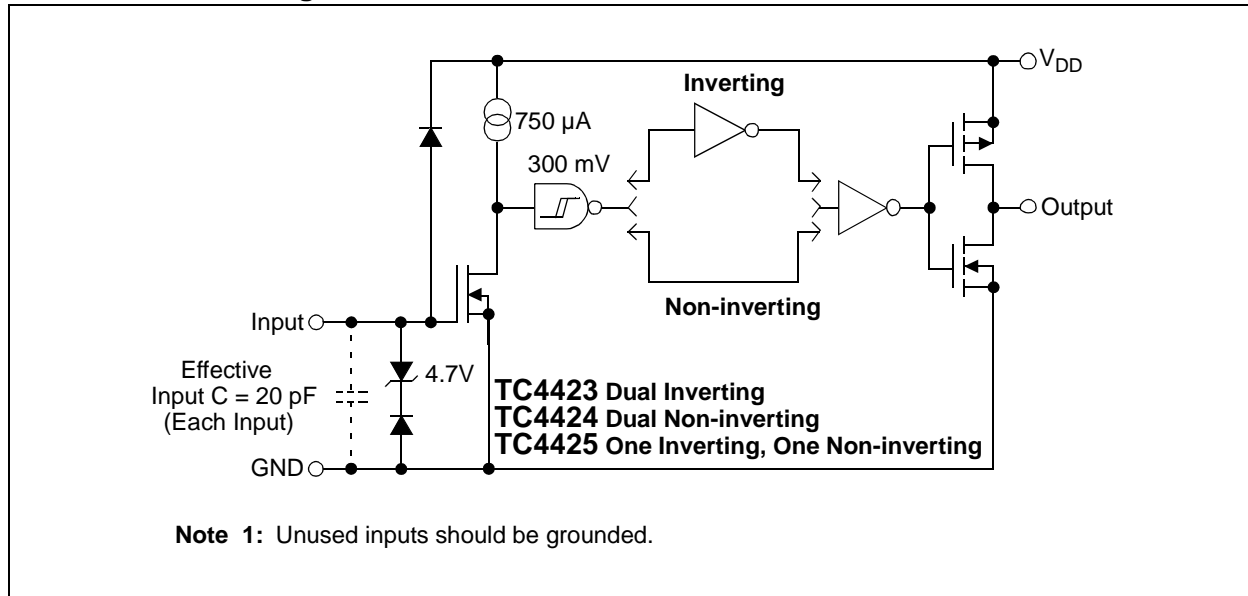 V_DD
Inverting
750 µA
300 mV
Output
Non-inverting
Input
Effective
Input C = 20 pF
(Each Input)
4.7V
TC4423 Dual Inverting
TC4424 Dual Non-inverting
TC4425 One Inverting, One Non-inverting
GND
Note 1: Unused inputs should be grounded.